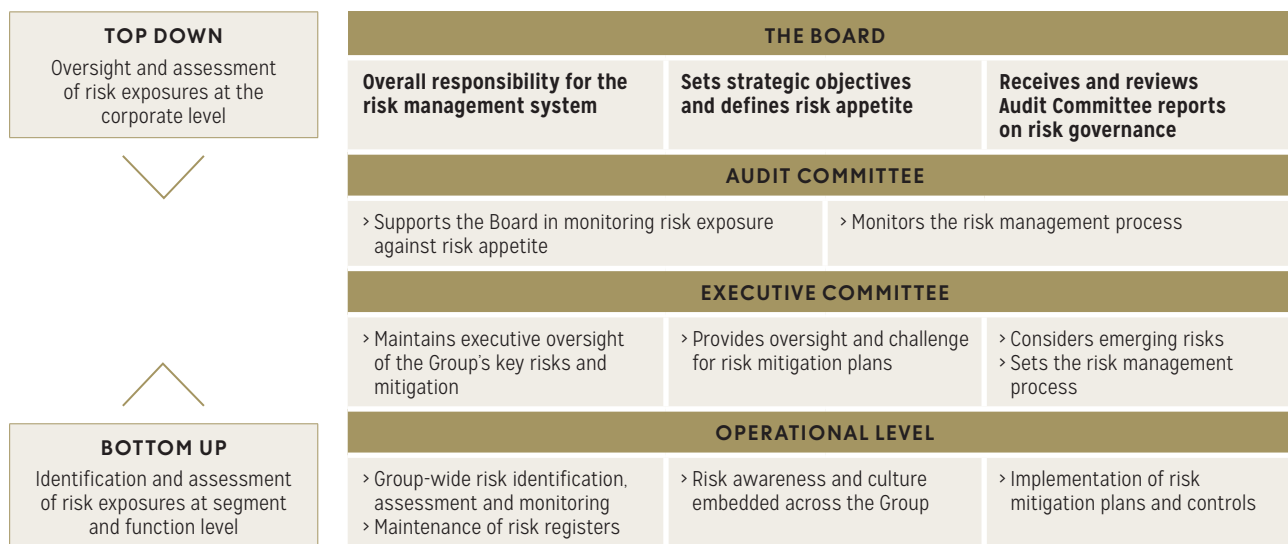 TOP DOWN
Oversight and assessment
of risk exposures at the
corporate level
THE BOARD
Overall responsibility for the
risk management system
Sets strategic objectives
and defines risk appetite
Receives and reviews
Audit Committee reports
on risk governance
AUDIT COMMITTEE
> Supports the Board in monitoring risk exposure
against risk appetite
> Monitors the risk management process
EXECUTIVE COMMITTEE
> Maintains executive oversight
of the Group's key risks and
mitigation
> Provides oversight and challenge
for risk mitigation plans
> Considers emerging risks
> Sets the risk management
process
BOTTOM UP
Identification and assessment
of risk exposures at segment
and function level
OPERATIONAL LEVEL
> Group-wide risk identification,
assessment and monitoring
> Maintenance of risk registers
> Risk awareness and culture
embedded across the Group
> Implementation of risk
mitigation plans and controls